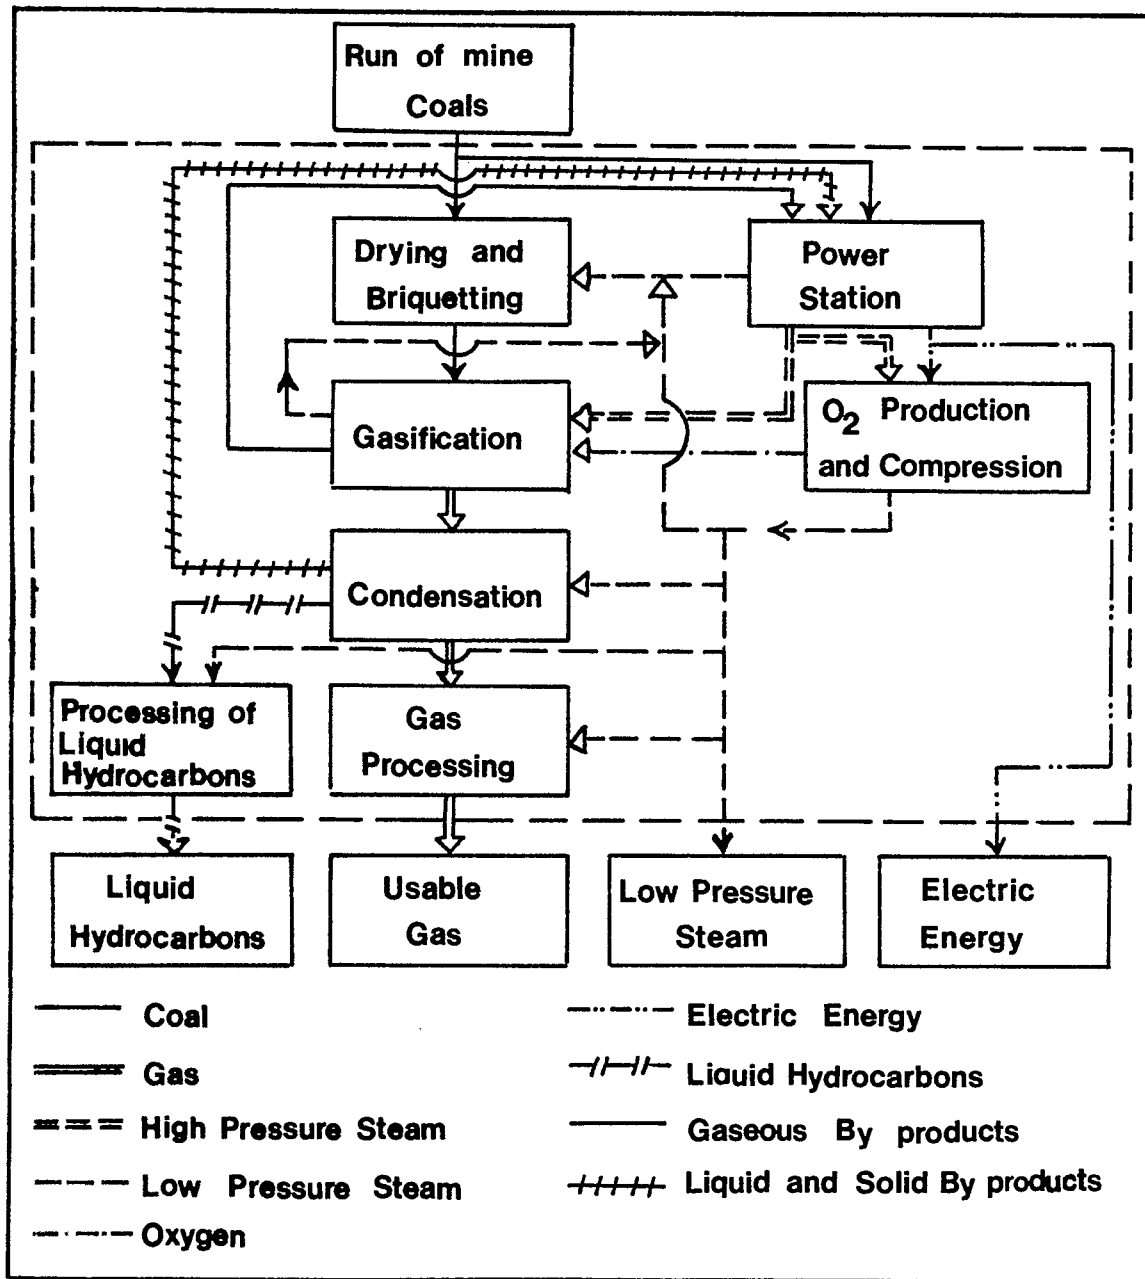 Run of mine
Coals
Drying and
Briquetting
Power
Station
Gasification
O2 Production
and Compression
Condensation
Processing of
Liquid
Hydrocarbons
Gas
Processing
Liquid
Hydrocarbons
Usable
Gas
Low Pressure
Steam
Electric
Energy
Coal
Gas
High Pressure Steam
Low Pressure Steam
Oxygen
Electric Energy
Liquid Hydrocarbons
Gaseous By products
Liquid and Solid By products